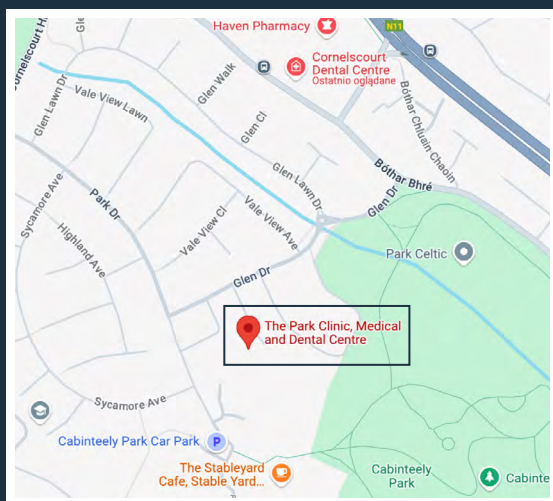 Haven Pharmacy
N11
Cornelscourt
Dental Centre
Ostatnio oglądane
Glen Walk
Bóthar Chluain Chaoin
Glen Lawn Dr
Vale View Lawn
Glen Cl
Bóthar Bhré
Glen Lawn Dr
Glen Dr
Sycamore Ave
Park Dr
Vale View Ave
Vale View Cl
Highland Ave
Park Celtic
Glen Dr
The Park Clinic, Medical
and Dental Centre
Sycamore Ave
Cabinteely Park Car Park
P
The Stableyard
Cafe, Stable Yard...
Cabinteely
Park